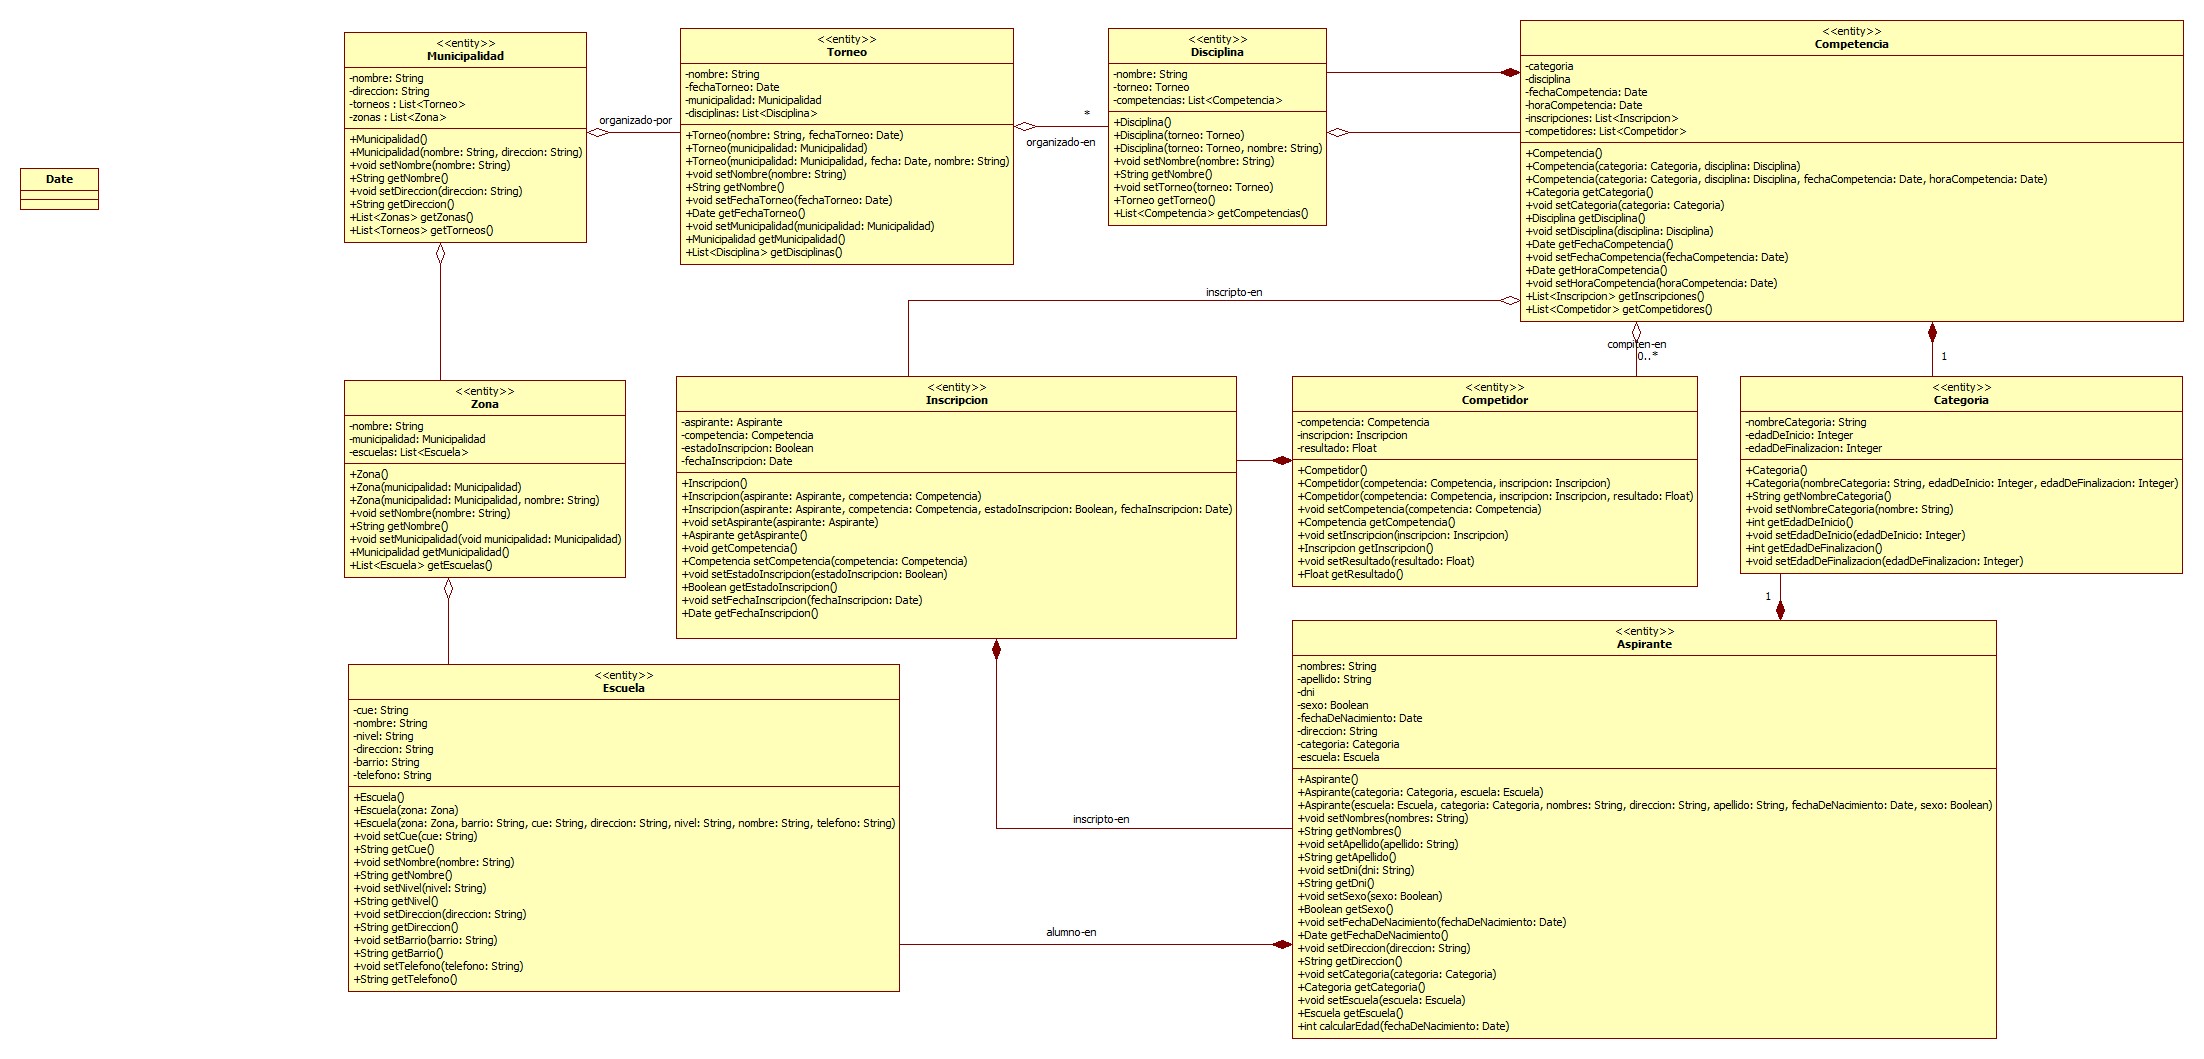 <<entity>>
Municipalidad
-nombre: String
-direccion: String
-torneos : List<Torneo>
-zonas : List<Zona>
+Municipalidad()
+Municipalidad(nombre: String, direccion: String)
+void setNombre(nombre: String)
+String getNombre()
+void setDireccion(direccion: String)
+String getDireccion()
+List<Zonas> getZonas()
+List<Torneos> getTorneos()
organizado-por
<<entity>>
Torneo
-nombre: String
-fechaTorneo: Date
-municipalidad: Municipalidad
-disciplinas: List<Disciplina>
+Torneo(nombre: String, fechaTorneo: Date)
+Torneo(municipalidad: Municipalidad)
+Torneo(municipalidad: Municipalidad, fecha: Date, nombre: String)
+void setNombre(nombre: String)
+String getNombre()
+void setFechaTorneo(fechaTorneo: Date)
+Date getFechaTorneo()
+void setMunicipalidad(municipalidad: Municipalidad)
+Municipalidad getMunicipalidad()
+List<Disciplina> getDisciplinas()
*
organizado-en
<<entity>>
Disciplina
-nombre: String
-torneo: Torneo
-competencias: List<Competencia>
+Disciplina()
+Disciplina(torneo: Torneo)
+Disciplina(torneo: Torneo, nombre: String)
+void setNombre(nombre: String)
+String getNombre()
+void setTorneo(torneo: Torneo)
+Torneo getTorneo()
+List<Competencia> getCompetencias()
<<entity>>
Competencia
-categoria
-disciplina
-fechaCompetencia: Date
-horaCompetencia: Date
-inscripciones: List<Inscripcion>
-competidores: List<Competidor>
+Competencia()
+Competencia(categoria: Categoria, disciplina: Disciplina)
+Competencia(categoria: Categoria, disciplina: Disciplina, fechaCompetencia: Date, horaCompetencia: Date)
+Categoria getCategoria()
+void setCategoria(categoria: Categoria)
+Disciplina getDisciplina()
+void setDisciplina(disciplina: Disciplina)
+Date getFechaCompetencia()
+void setFechaCompetencia(fechaCompetencia: Date)
+Date getHoraCompetencia()
+void setHoraCompetencia(horaCompetencia: Date)
+List<Inscripcion> getInscripciones()
+List<Competidor> getCompetidores()
Date
inscripto-en
compiten-en
0..*
1
<<entity>>
Zona
-nombre: String
-municipalidad: Municipalidad
-escuelas: List<Escuela>
+Zona()
+Zona(municipalidad: Municipalidad)
+Zona(municipalidad: Municipalidad, nombre: String)
+void setNombre(nombre: String)
+String getNombre()
+void setMunicipalidad(void municipalidad: Municipalidad)
+Municipalidad getMunicipalidad()
+List<Escuela> getEscuelas()
<<entity>>
Inscripcion
-aspirante: Aspirante
-competencia: Competencia
-estadoInscripcion: Boolean
-fechaInscripcion: Date
+Inscripcion()
+Inscripcion(aspirante: Aspirante, competencia: Competencia)
+Inscripcion(aspirante: Aspirante, competencia: Competencia, estadoInscripcion: Boolean, fechaInscripcion: Date)
+void setAspirante(aspirante: Aspirante)
+Aspirante getAspirante()
+void getCompetencia()
+Competencia setCompetencia(competencia: Competencia)
+void setEstadoInscripcion(estadoInscripcion: Boolean)
+Boolean getEstadoInscripcion()
+void setFechaInscripcion(fechaInscripcion: Date)
+Date getFechaInscripcion()
<<entity>>
Competidor
-competencia: Competencia
-inscripcion: Inscripcion
-resultado: Float
+Competidor()
+Competidor(competencia: Competencia, inscripcion: Inscripcion)
+Competidor(competencia: Competencia, inscripcion: Inscripcion, resultado: Float)
+void setCompetencia(competencia: Competencia)
+Competencia getCompetencia()
+void setInscripcion(inscripcion: Inscripcion)
+Inscripcion getInscripcion()
+void setResultado(resultado: Float)
+Float getResultado()
<<entity>>
Categoria
-nombreCategoria: String
-edadDeInicio: Integer
-edadDeFinalizacion: Integer
+Categoria()
+Categoria(nombreCategoria: String, edadDeInicio: Integer, edadDeFinalizacion: Integer)
+String getNombreCategoria()
+void setNombreCategoria(nombre: String)
+int getEdadDeInicio()
+void setEdadDeInicio(edadDeInicio: Integer)
+int getEdadDeFinalizacion()
+void setEdadDeFinalizacion(edadDeFinalizacion: Integer)
1
<<entity>>
Escuela
-cue: String
-nombre: String
-nivel: String
-direccion: String
-barrio: String
-telefono: String
+Escuela()
+Escuela(zona: Zona)
+Escuela(zona: Zona, barrio: String, cue: String, direccion: String, nivel: String, nombre: String, telefono: String)
+void setCue(cue: String)
+String getCue()
+void setNombre(nombre: String)
+String getNombre()
+void setNivel(nivel: String)
+String getNivel()
+void setDireccion(direccion: String)
+String getDireccion()
+void setBarrio(barrio: String)
+String getBarrio()
+void setTelefono(telefono: String)
+String getTelefono()
inscripto-en
alumno-en
<<entity>>
Aspirante
-nombres: String
-apellido: String
-dni
-sexo: Boolean
-fechaDeNacimiento: Date
-direccion: String
-categoria: Categoria
-escuela: Escuela
+Aspirante()
+Aspirante(categoria: Categoria, escuela: Escuela)
+Aspirante(escuela: Escuela, categoria: Categoria, nombres: String, direccion: String, apellido: String, fechaDeNacimiento: Date, sexo: Boolean)
+void setNombres(nombres: String)
+String getNombres()
+void setApellido(apellido: String)
+String getApellido()
+void setDni(dni: String)
+String getDni()
+void setSexo(sexo: Boolean)
+Boolean getSexo()
+void setFechaDeNacimiento(fechaDeNacimiento: Date)
+Date getFechaDeNacimiento()
+void setDireccion(direccion: String)
+String getDireccion()
+void setCategoria(categoria: Categoria)
+Categoria getCategoria()
+void setEscuela(escuela: Escuela)
+Escuela getEscuela()
+int calcularEdad(fechaDeNacimiento: Date)